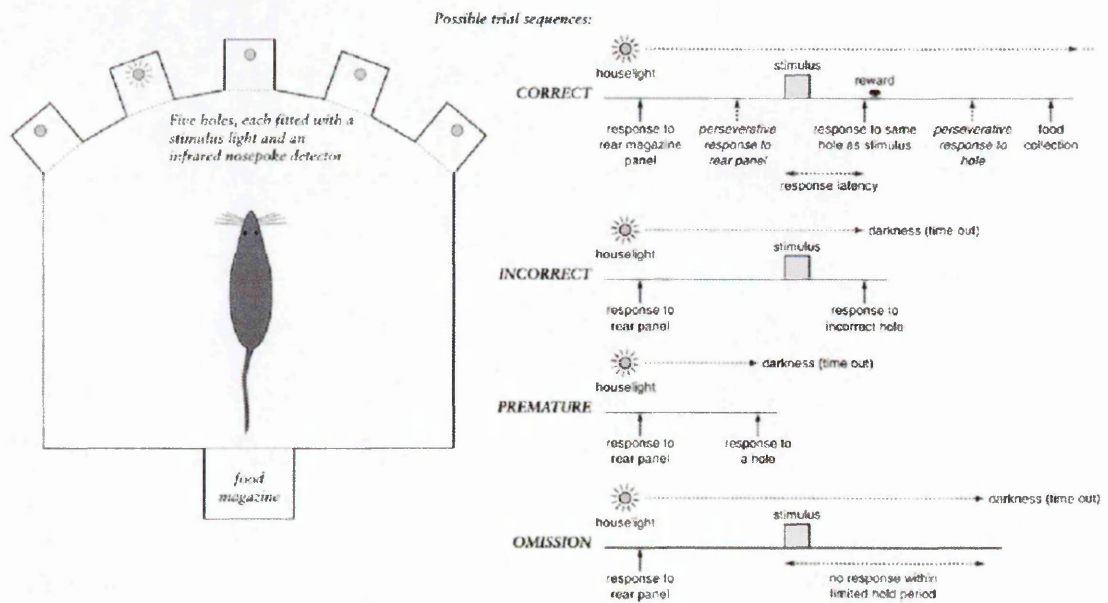 Possible trial sequences:
Five holes, each fitted with a
stimulus light and an
infrared nosepoke detector
food
magazine
houselight
stimulus
reward
CORRECT
response to
rear magazine
panel
perseverative
response to
rear panel
response to same
hole as stimulus
perseverative
response to
hole
food
collection
response latency
darkness (time out)
houselight
stimulus
INCORRECT
response to
rear panel
response to
incorrect hole
darkness (time out)
houselight
PREMATURE
response to
rear panel
response to
a hole
darkness (time out)
houselight
stimulus
OMISSION
response to
rear panel
no response within
limited hold period